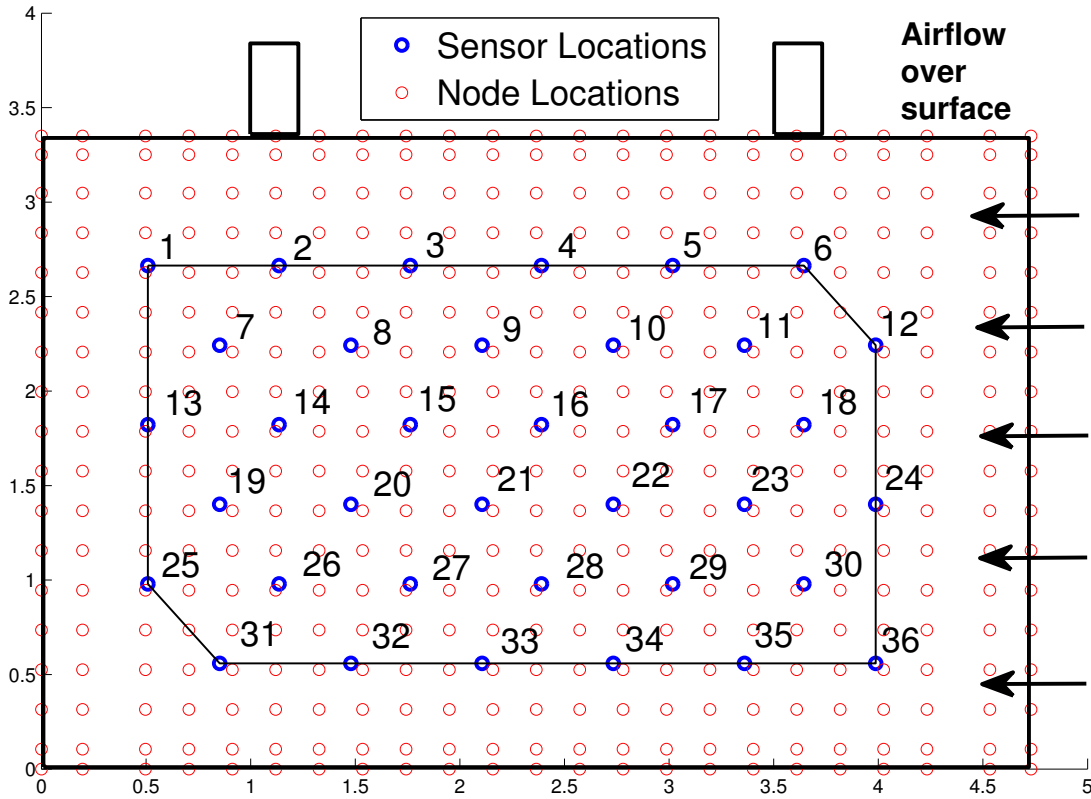 4
3.5
3
2.5
2
1.5
1
0.5
0
Sensor Locations
Node Locations
Airflow
over
surface
1 2 3 4 5 6
7 8 9 10 11 12
13 14 15 16 17 18
19 20 21 22 23 24
25 26 27 28 29 30
31 32 33 34 35 36
0 0.5 1 1.5 2 2.5 3 3.5 4 4.5 5